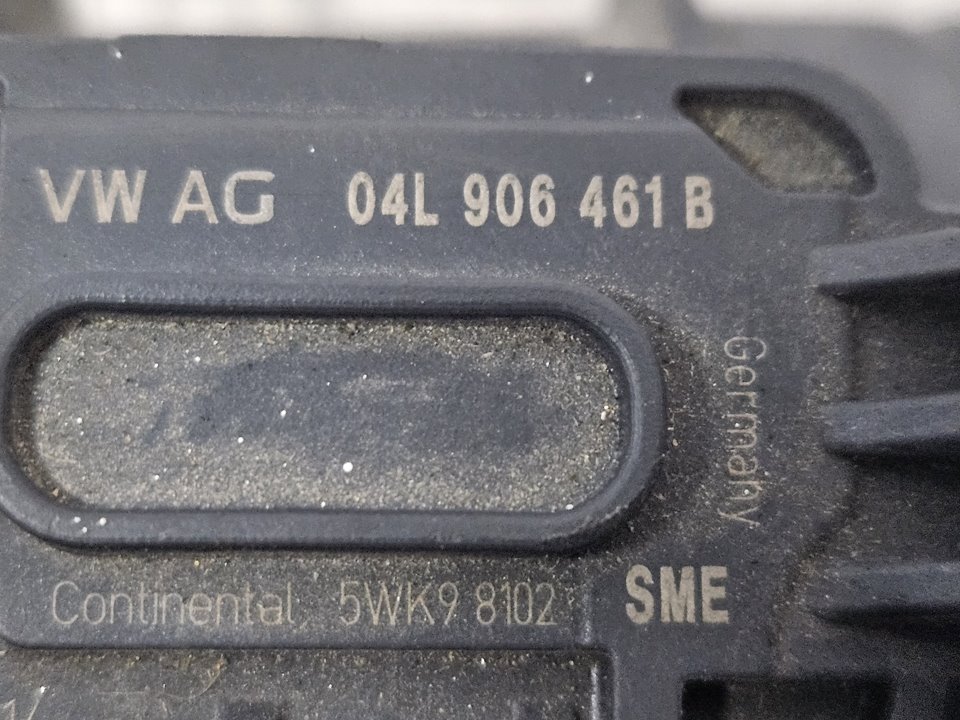 VW AG 04L 906 461 B
Germany
Continental 5WK9 8102
SME